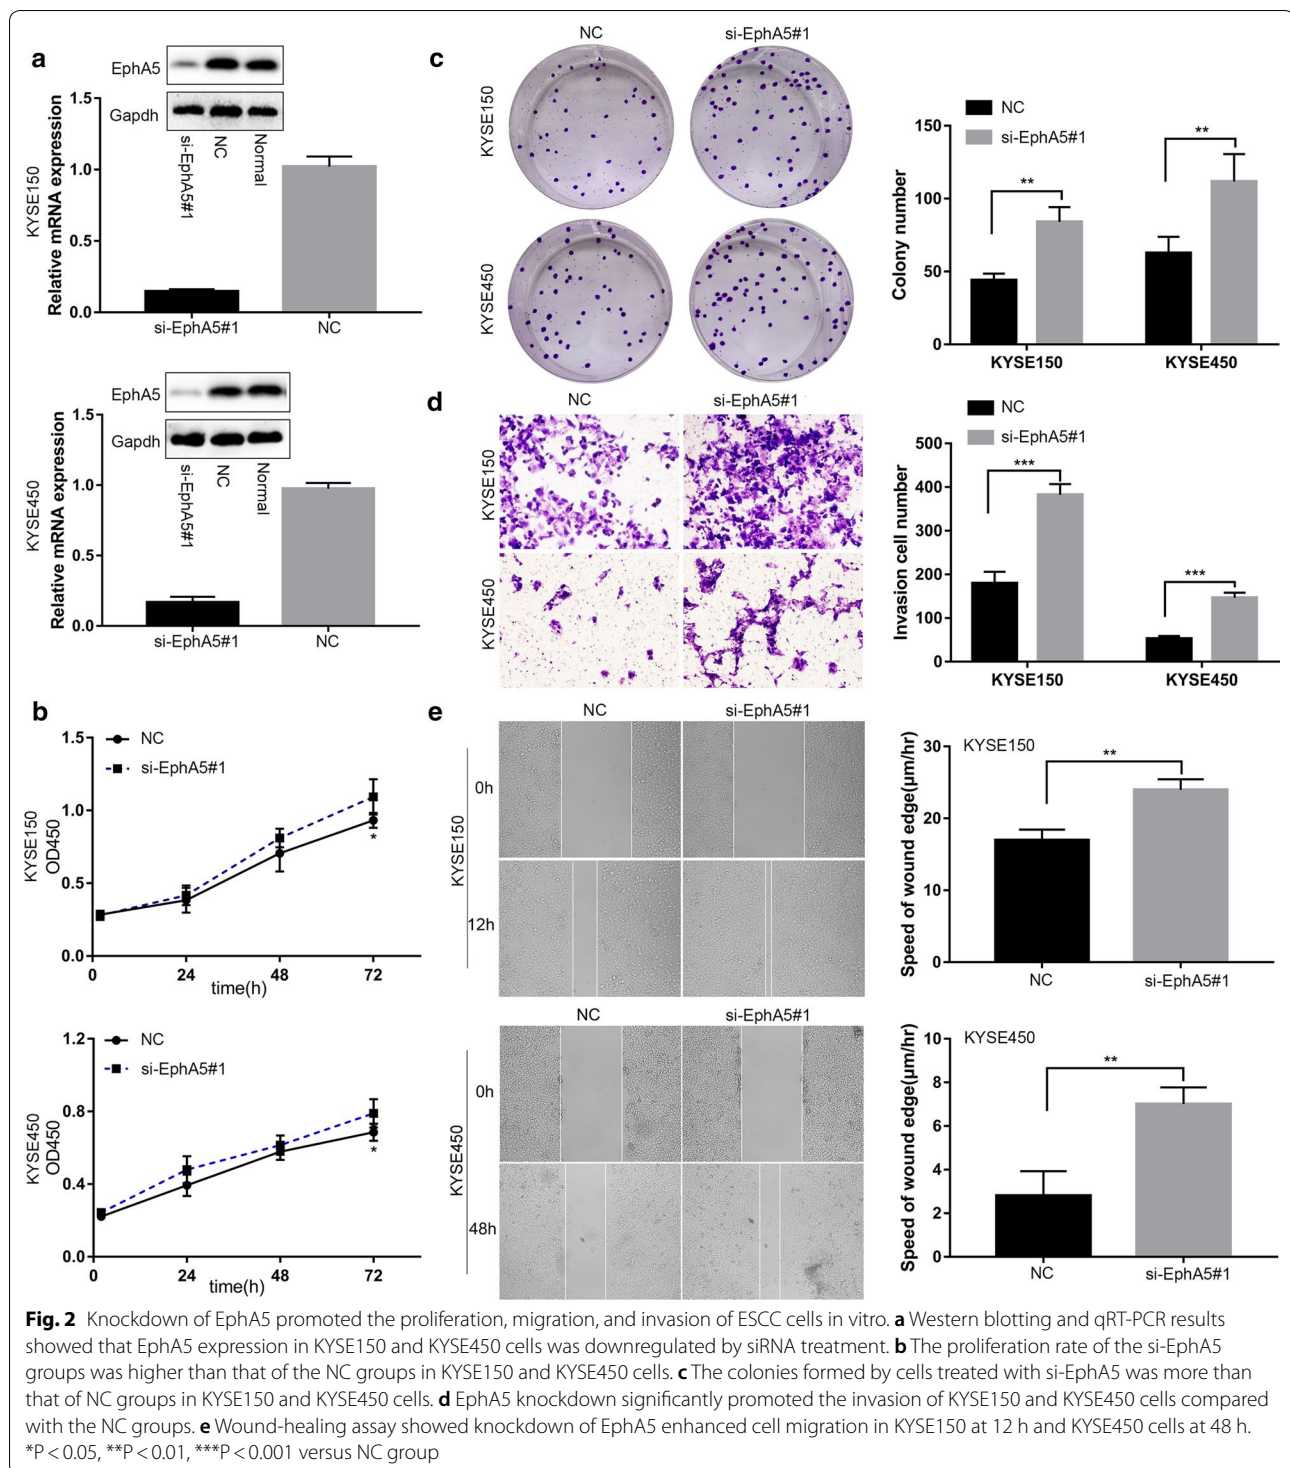 a
EphA5
Gapdh
si-EphA5#1
NC
Normal
KYSE150
Relative mRNA expression
1.5
1.0
0.5
0.0
si-EphA5#1
NC
EphA5
Gapdh
si-EphA5#1
NC
Normal
KYSE450
Relative mRNA expression
1.5
1.0
0.5
0.0
si-EphA5#1
NC
b
NC
si-EphA5#1
KYSE150
OD450
1.5
1.0
0.5
0.0
*
0 24 48 72
time(h)
NC
si-EphA5#1
KYSE450
OD450
1.2
0.8
0.4
0.0
*
0 24 48 72
time(h)
c
NC si-EphA5#1
KYSE150
KYSE450
NC
si-EphA5#1
Colony number
150
100
50
0
**
**
KYSE150 KYSE450
d
NC si-EphA5#1
KYSE150
KYSE450
NC
si-EphA5#1
Invasion cell number
500
400
300
200
100
0
***
***
KYSE150 KYSE450
e
NC si-EphA5#1
KYSE150
0h
12h
KYSE150
Speed of wound edge(μm/hr)
30
20
10
0
**
NC si-EphA5#1
NC si-EphA5#1
KYSE450
0h
48h
KYSE450
Speed of wound edge(μm/hr)
10
8
6
4
2
0
**
NC si-EphA5#1
Fig. 2 Knockdown of EphA5 promoted the proliferation, migration, and invasion of ESCC cells in vitro. a Western blotting and qRT-PCR results
showed that EphA5 expression in KYSE150 and KYSE450 cells was downregulated by siRNA treatment. b The proliferation rate of the si-EphA5
groups was higher than that of the NC groups in KYSE150 and KYSE450 cells. c The colonies formed by cells treated with si-EphA5 was more than
that of NC groups in KYSE150 and KYSE450 cells. d EphA5 knockdown significantly promoted the invasion of KYSE150 and KYSE450 cells compared
with the NC groups. e Wound-healing assay showed knockdown of EphA5 enhanced cell migration in KYSE150 at 12 h and KYSE450 cells at 48 h.
*P < 0.05, **P < 0.01, ***P < 0.001 versus NC group